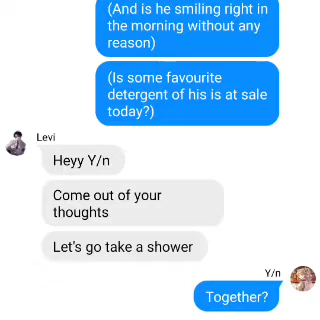 (And is he smiling right in
the morning without any
reason)
(Is some favourite
detergent of his is at sale
today?)
Levi
Heyy Y/n
Come out of your
thoughts
Let's go take a shower
Y/n
Together?